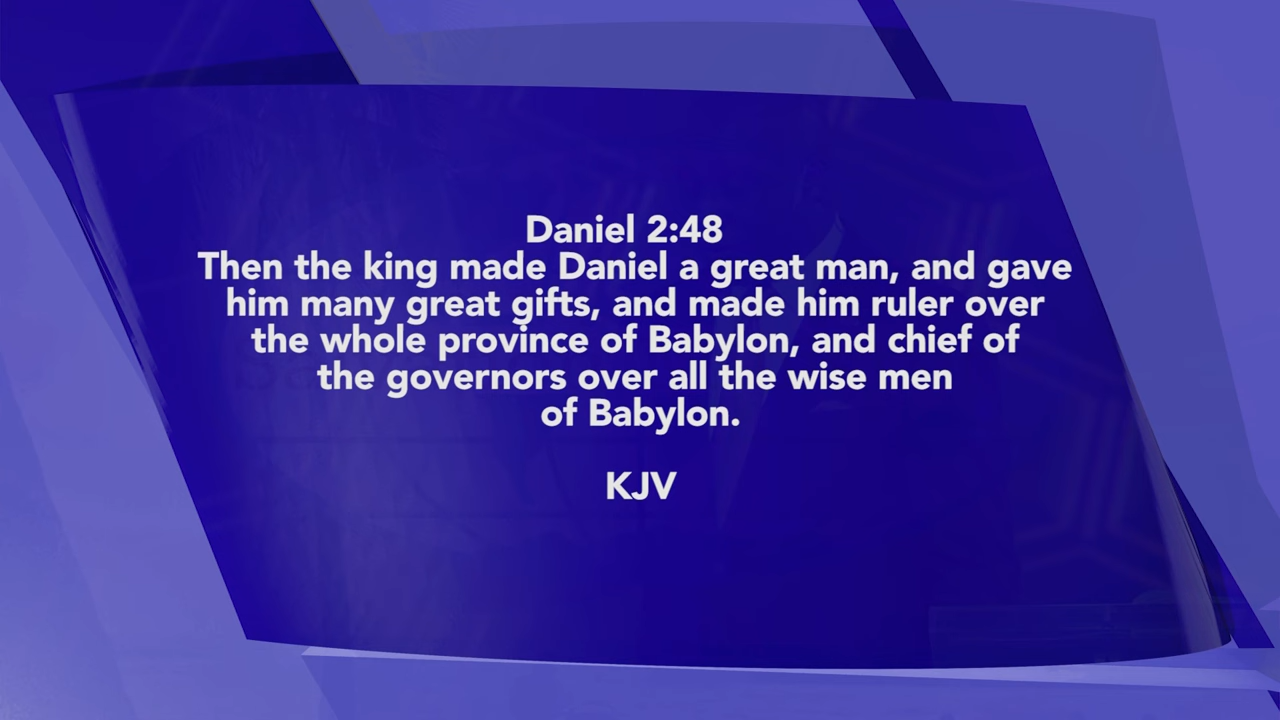 Daniel 2:48
Then the king made Daniel a great man, and gave
him many great gifts, and made him ruler over
the whole province of Babylon, and chief of
the governors over all the wise men
of Babylon.
KJV